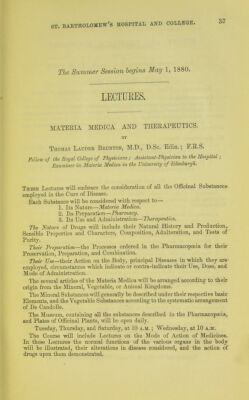 ST. BARTHOLOMEW'S HOSPITAL AND COLLEGE. 37
The Summer Session begins May 1, 1880.
LECTURES.
MATERIA MEDICA AND THERAPEUTICS.
BY
THOMAS LAUDER BRUNTON, M.D., D.Sc. Edin.; F.R.S.
Fellow of the Royal College of Physicians; Assistant-Physician to the Hospital;
Examiner in Materia Medica in the University of Edinburgh.
THESE Lectures will embrace the consideration of all the Officinal Substances
employed in the Cure of Disease.
Each Substance will be considered with respect to—
1. Its Nature—Materia Medica.
2. Its Preparation—Pharmacy.
3. Its Use and Administration—Therapeutics.
The Nature of Drugs will include their Natural History and Production,
Sensible Properties and Characters, Composition, Adulteration, and Tests of
Purity.
Their Preparation—the Processes ordered in the Pharmacopœia for their
Preservation, Preparation, and Combination.
Their Use—their Action on the Body, principal Diseases in which they are
employed, circumstances which indicate or contra-indicate their Use, Dose, and
Mode of Administration.
The several articles of the Materia Medica will be arranged according to their
origin from the Mineral, Vegetable, or Animal Kingdoms.
The Mineral Substances will generally be described under their respective basic
Elements, and the Vegetable Substances according to the systematic arrangement
of De Candolle.
The Museum, containing all the substances described in the Pharmacopœia,
and Plates of Officinal Plants, will be open daily.
Tuesday, Thursday, and Saturday, at 10 A.M.; Wednesday, at 10 A.M.
The Course will include Lectures on the Mode of Action of Medicines.
In these Lectures the normal functions of the various organs in the body
will be illustrated, their alterations in disease considered, and the action of
drugs upon them demonstrated.